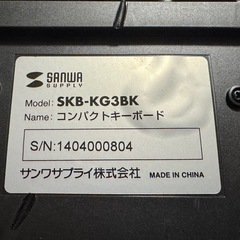 SANWA
SUPPLY
Model: SKB-KG3BK
Name: コンパクトキーボード
S/N:1404000804
サンワサプライ株式会社 MADE IN CHINA